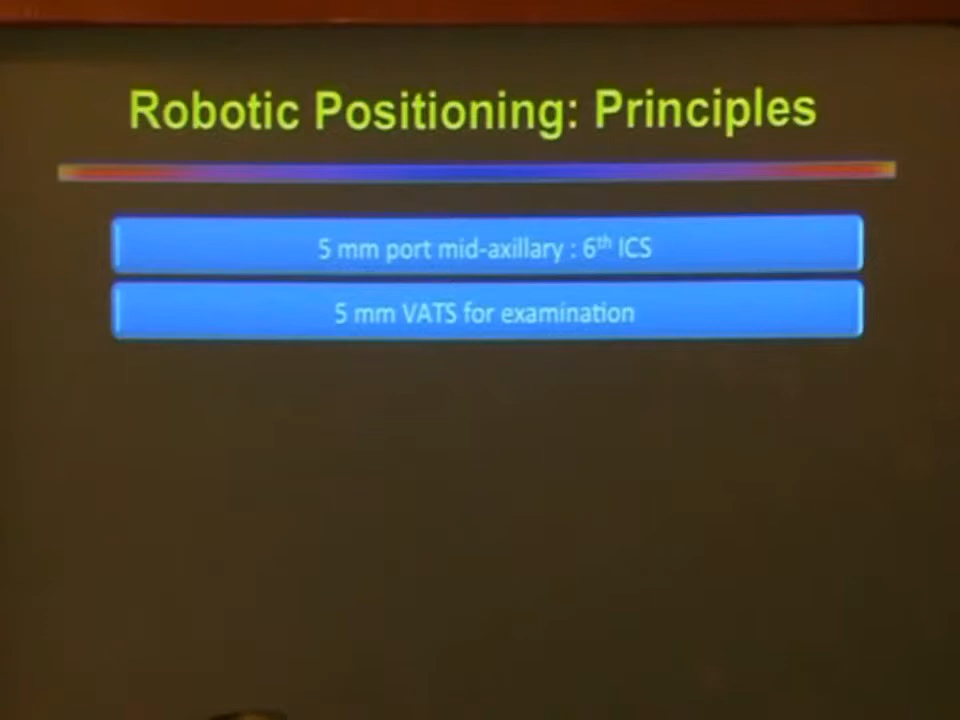 Robotic Positioning: Principles
5 mm port mid-axillary : 6th ICS
5 mm VATS for examination